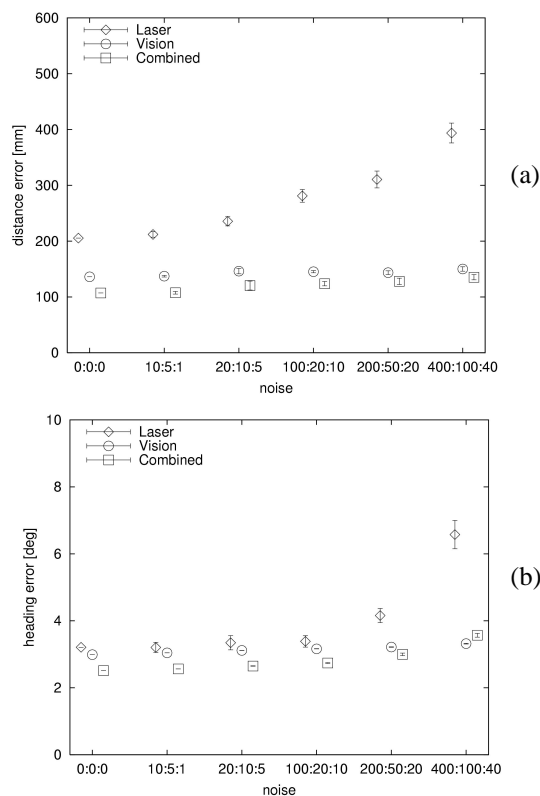 600
500
400
300
200
100
0
distance error [mm]
Laser
Vision
Combined
0:0:0 10:5:1 20:10:5 100:20:10 200:50:20 400:100:40
noise
(a)
10
8
6
4
2
0
heading error [deg]
Laser
Vision
Combined
0:0:0 10:5:1 20:10:5 100:20:10 200:50:20 400:100:40
noise
(b)